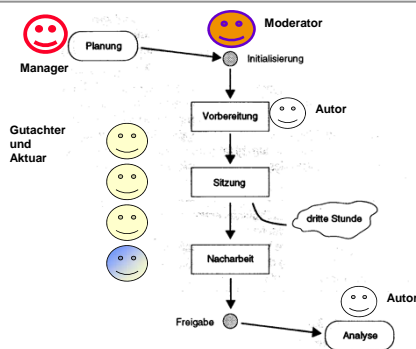 Moderator
Planung
Initialisierung
Manager
Vorbereitung
Autor
Gutachter
und
Aktuar
Sitzung
dritte Stunde
Nacharbeit
Autor
Freigabe
Analyse